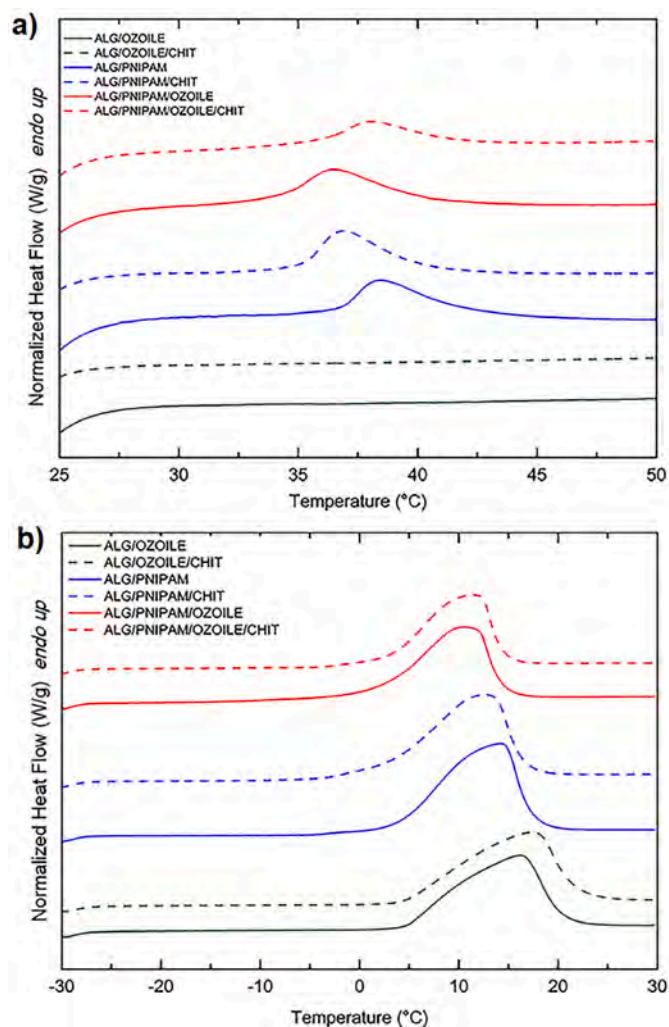 a)
ALG/OZOILE
ALG/OZOILE/CHIT
ALG/PNIPAM
ALG/PNIPAM/CHIT
ALG/PNIPAM/OZOILE
ALG/PNIPAM/OZOILE/CHIT
Normalized Heat Flow (W/g) endo up
25 30 35 40 45 50
Temperature (°C)
b)
ALG/OZOILE
ALG/OZOILE/CHIT
ALG/PNIPAM
ALG/PNIPAM/CHIT
ALG/PNIPAM/OZOILE
ALG/PNIPAM/OZOILE/CHIT
Normalized Heat Flow (W/g) endo up
-30 -20 -10 0 10 20 30
Temperature (°C)